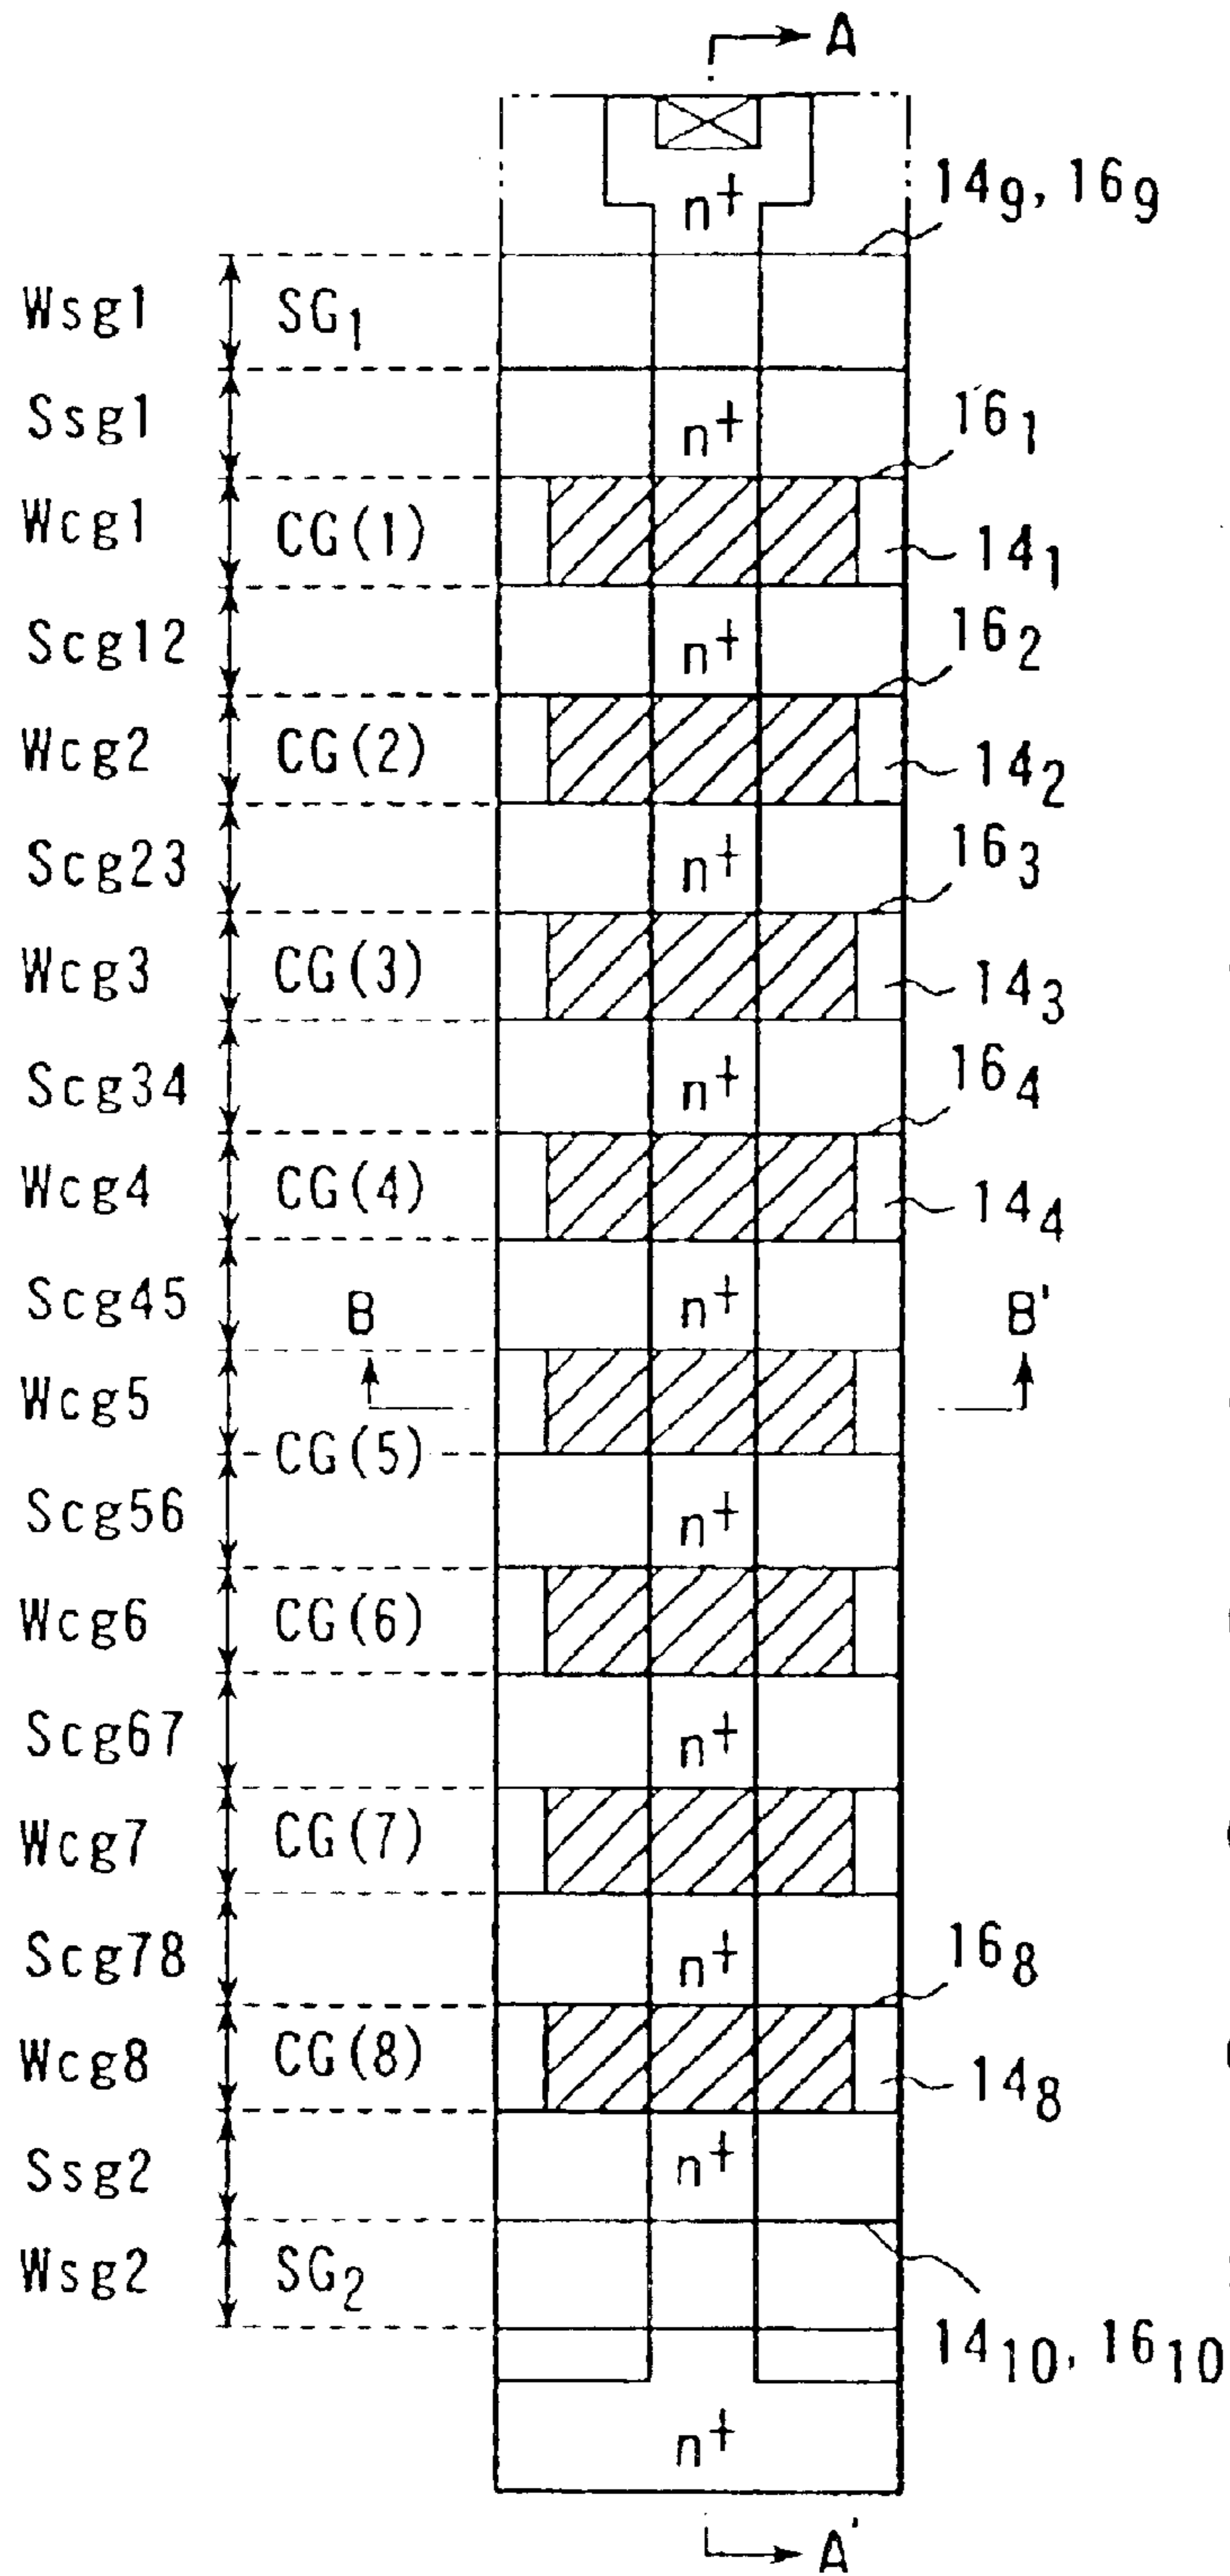 A
n+
14₉, 16₉
Wsg1 SG₁
Ssg1 n+ 16₁
Wcg1 CG(1) 14₁
Scg12 n+ 16₂
Wcg2 CG(2) 14₂
Scg23 n+ 16₃
Wcg3 CG(3) 14₃
Scg34 n+ 16₄
Wcg4 CG(4) 14₄
Scg45 B n+ B'
Wcg5
CG(5)
Scg56 n+
Wcg6 CG(6)
Scg67 n+
Wcg7 CG(7)
Scg78 n+ 16₈
Wcg8 CG(8) 14₈
Ssg2 n+
Wsg2 SG₂
14₁₀, 16₁₀
n+
A'